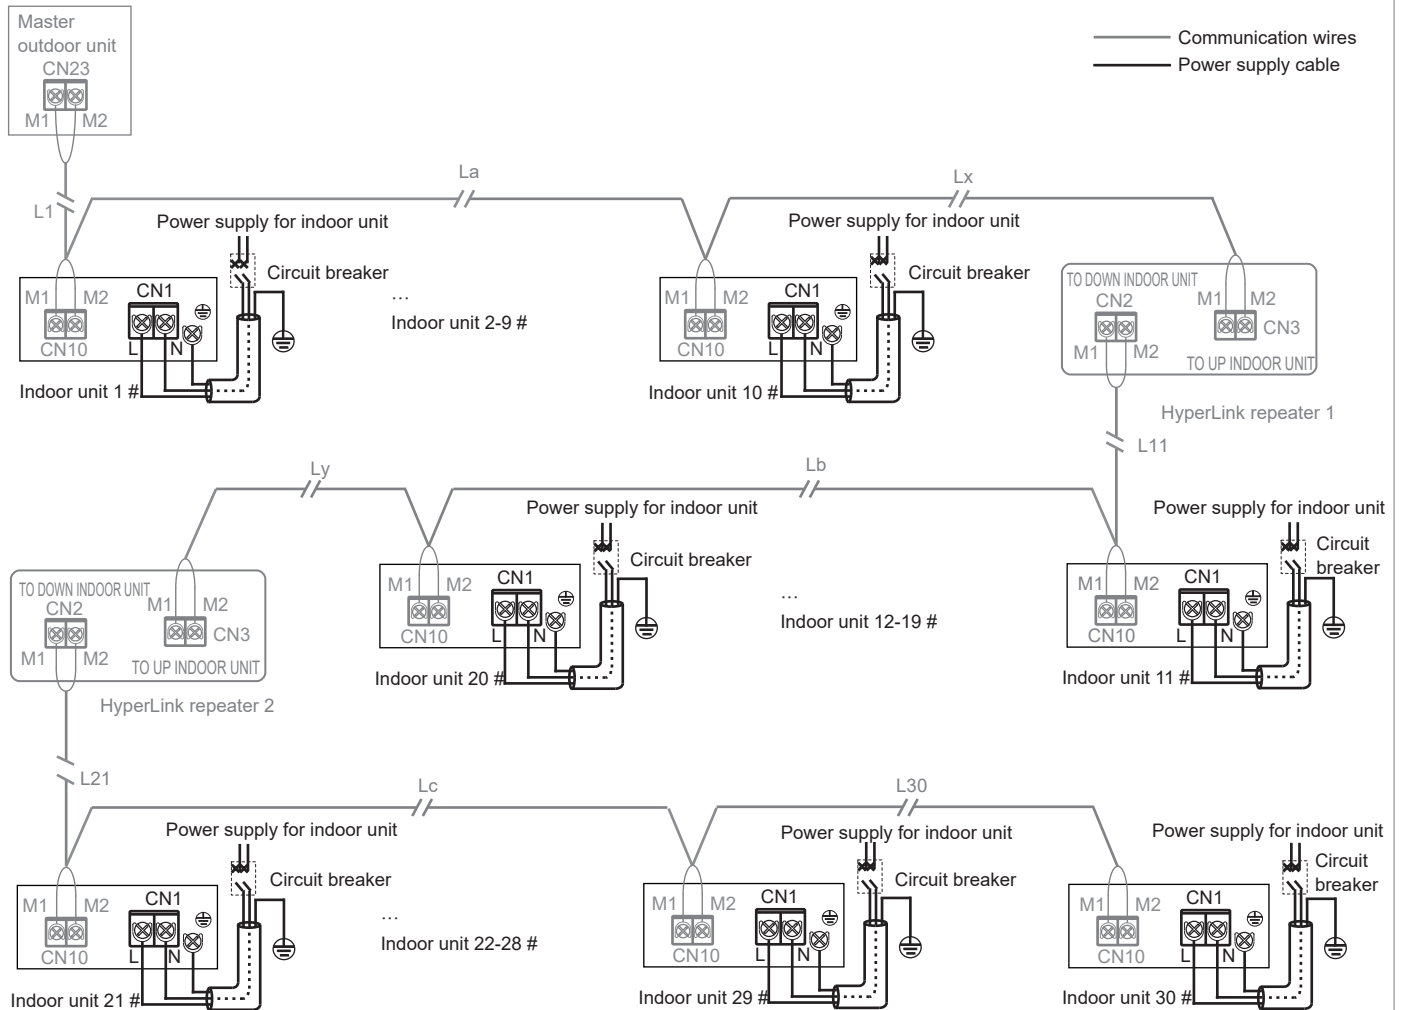 Master
outdoor unit
CN23
M1 M2
Communication wires
Power supply cable
L1
La
Lx
Power supply for indoor unit
Circuit breaker
M1 M2
CN1
CN10
L N
Indoor unit 1 #
...
Indoor unit 2-9 #
Power supply for indoor unit
Circuit breaker
M1 M2
CN1
CN10
L N
Indoor unit 10 #
TO DOWN INDOOR UNIT
CN2
M1 M2
M1 M2
CN3
TO UP INDOOR UNIT
HyperLink repeater 1
L11
Ly
Lb
TO DOWN INDOOR UNIT
CN2
M1 M2
M1 M2
CN3
TO UP INDOOR UNIT
HyperLink repeater 2
Power supply for indoor unit
Circuit breaker
M1 M2
CN1
CN10
L N
Indoor unit 20 #
...
Indoor unit 12-19 #
Power supply for indoor unit
Circuit
breaker
M1 M2
CN1
CN10
L N
Indoor unit 11 #
L21
Lc
L30
Power supply for indoor unit
Circuit breaker
M1 M2
CN1
CN10
L N
Indoor unit 21 #
...
Indoor unit 22-28 #
Power supply for indoor unit
Circuit breaker
M1 M2
CN1
CN10
L N
Indoor unit 29 #
Power supply for indoor unit
Circuit
breaker
M1 M2
CN1
CN10
L N
Indoor unit 30 #